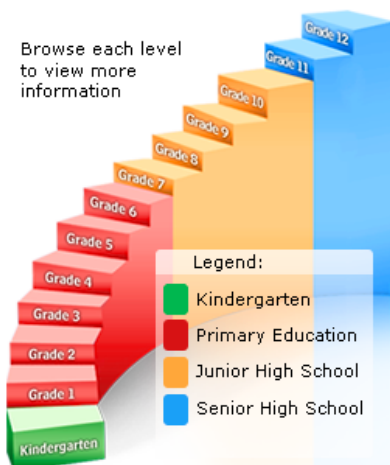 Browse each level
to view more
information
Grade 12
Grade 11
Grade 10
Grade 9
Grade 8
Grade 7
Grade 6
Grade 5
Grade 4
Grade 3
Grade 2
Grade 1
Kindergarten
Legend:
Kindergarten
Primary Education
Junior High School
Senior High School